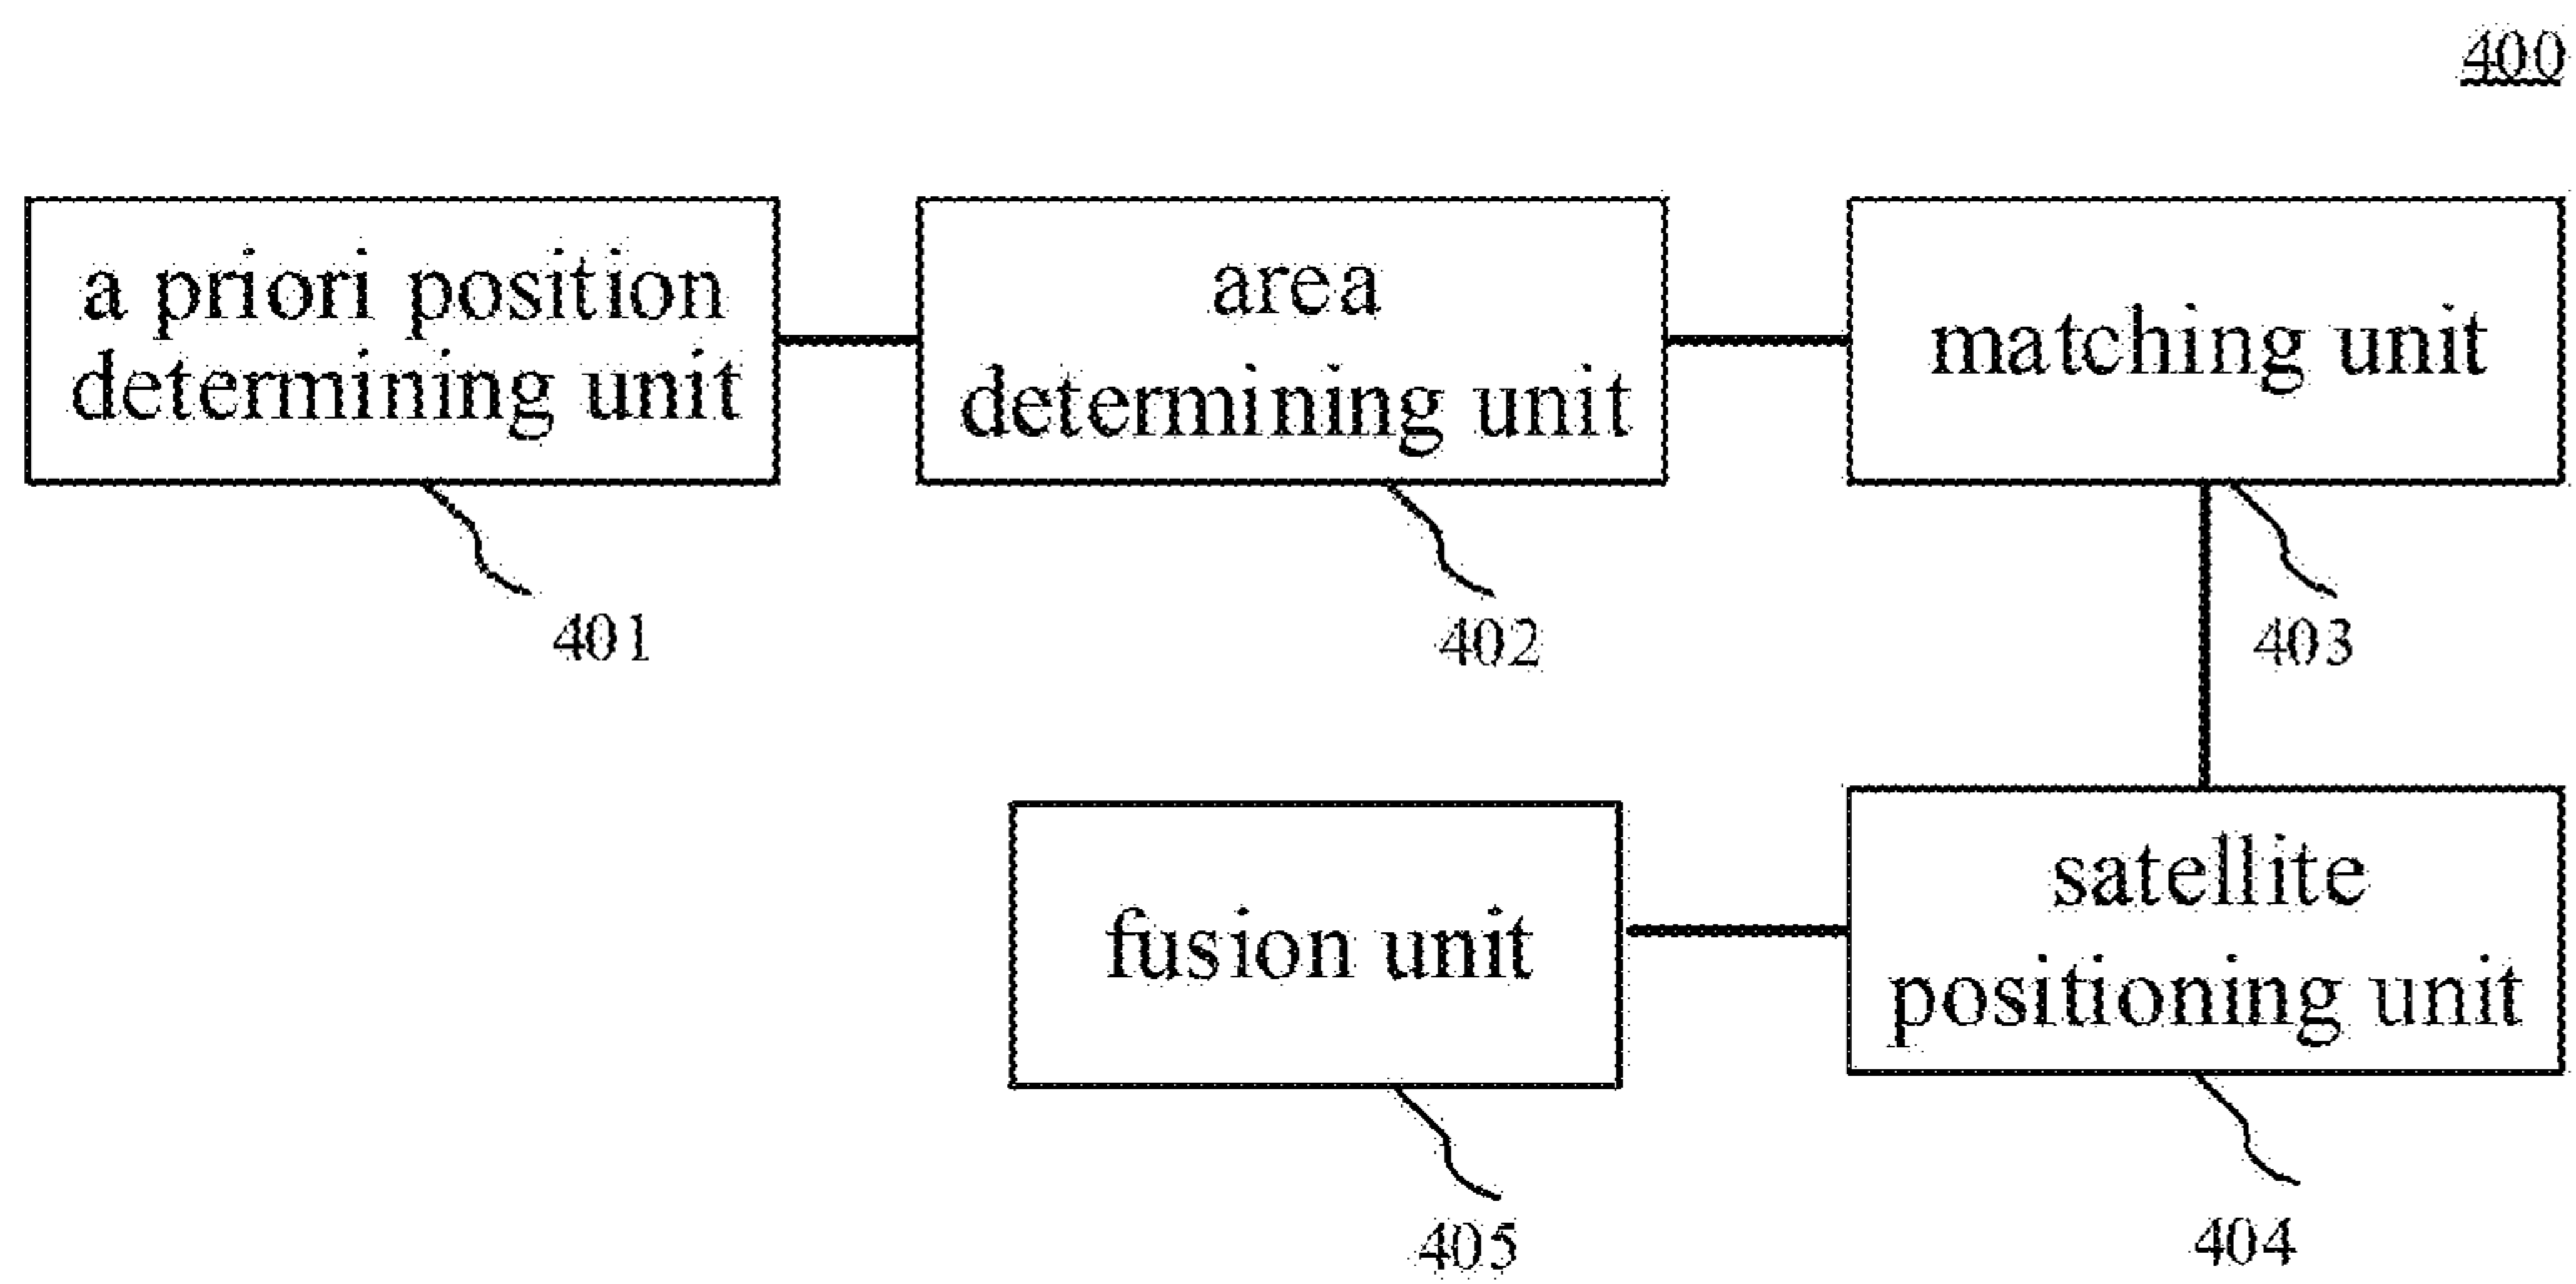 400
a priori position
determining unit
area
determining unit
matching unit
401
402
403
fusion unit
satellite
positioning unit
405
404